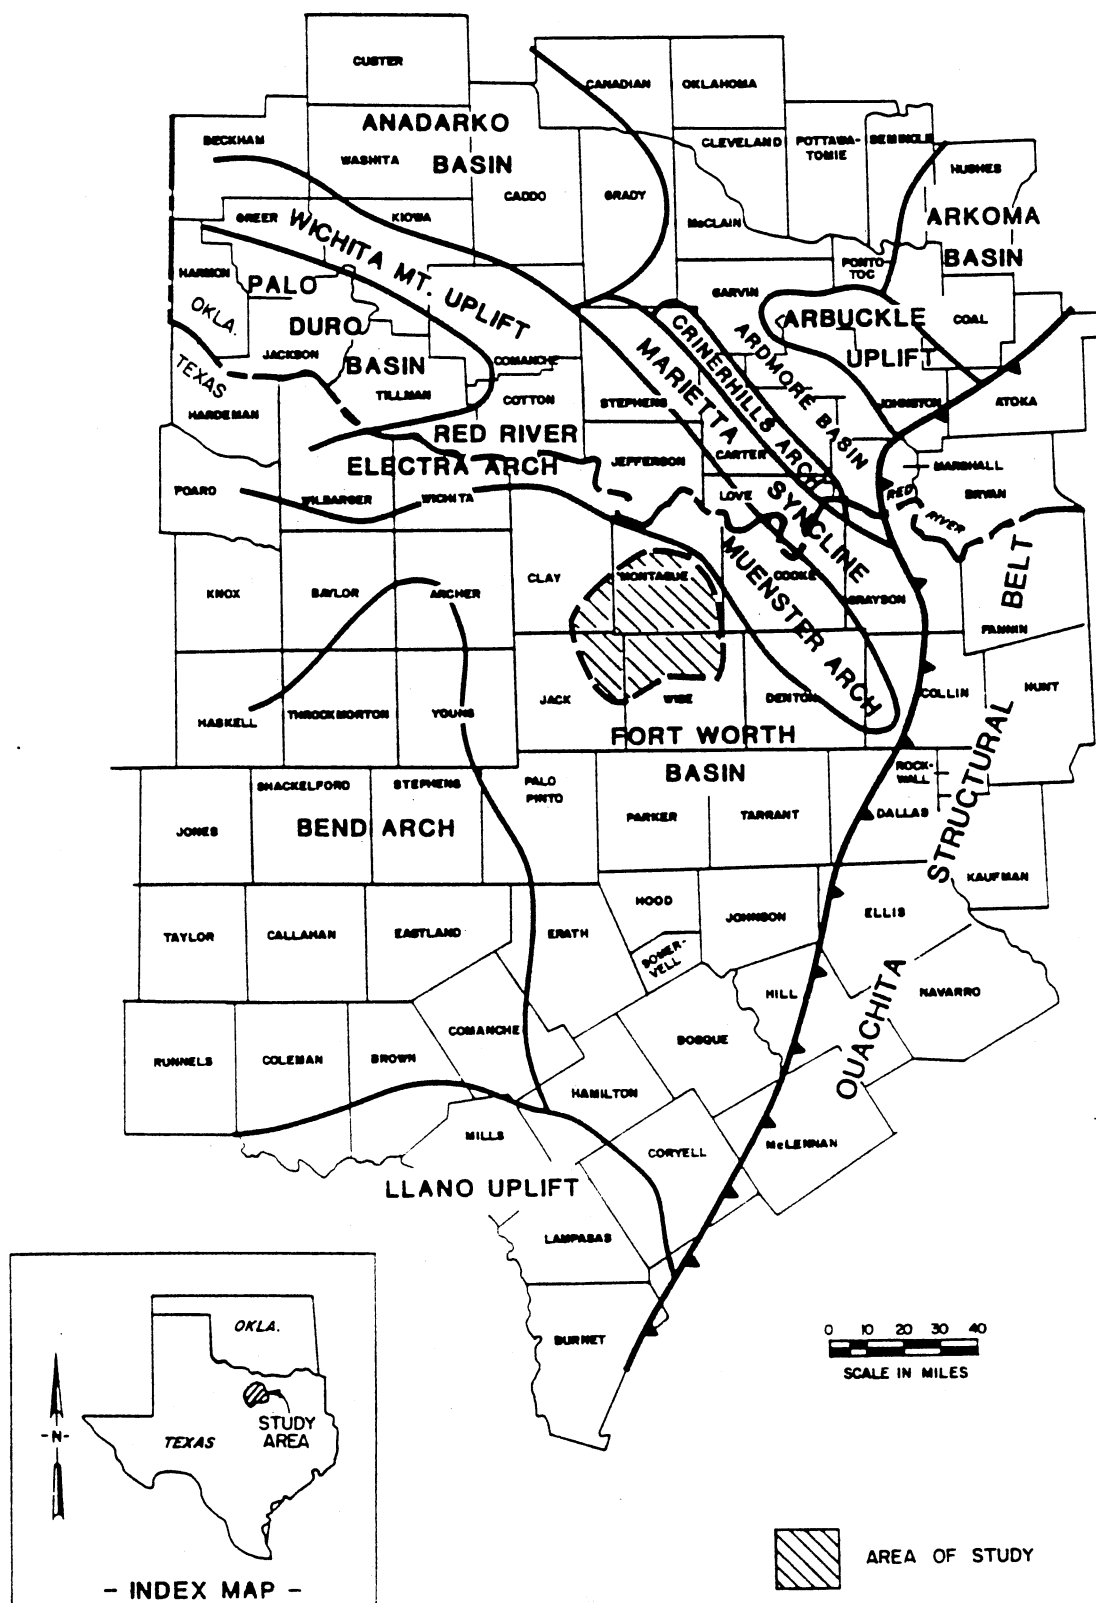 CUSTER
CANADIAN
OKLAHOMA
ANADARKO
BASIN
BECKHAM
WASHITA
CADDO
GRADY
CLEVELAND
POTTAWA-
TOMIE
SEMINOLE
HUGHES
McCLAIN
ARKOMA
BASIN
GREER
KIOWA
WICHITA MT. UPLIFT
PONTO
TOC
HARMON
PALO
DURO
BASIN
OKLA.
TEXAS
JACKSON
TILLMAN
COMANCHE
COTTON
GARVIN
ARBUCKLE
UPLIFT
COAL
CRINERHILLS ARCH
ARDMORE BASIN
MARIETTA
SYNCLINE
STEPHENS
JOHNSTON
ATOKA
HARDEMAN
RED RIVER
ELECTRA ARCH
JEFFERSON
CARTER
LOVE
MARSHALL
BRYAN
RED
RIVER
FOARD
WILBARGER
WICHITA
KNOX
BAYLOR
ARCHER
CLAY
MONTAGUE
COOKE
GRAYSON
FANNIN
MUENSTER ARCH
HASKELL
THROCKMORTON
YOUNG
JACK
WISE
DENTON
COLLIN
HUNT
FORT WORTH
BASIN
OUACHITA
STRUCTURAL
BELT
SHACKELFORD
STEPHENS
PALO
PINTO
ROCK-
WALL
JONES
BEND ARCH
PARKER
TARRANT
DALLAS
KAUFMAN
TAYLOR
CALLAHAN
EASTLAND
ERATH
HOOD
JOHNSON
ELLIS
SOMER-
VELL
HILL
NAVARRO
RUNNELS
COLEMAN
BROWN
COMANCHE
BOSQUE
HAMILTON
MILLS
CORYELL
McLENNAN
LLANO UPLIFT
LAMPASAS
BURNET
0 10 20 30 40
SCALE IN MILES
OKLA.
STUDY
AREA
TEXAS
-N-
- INDEX MAP -
AREA OF STUDY